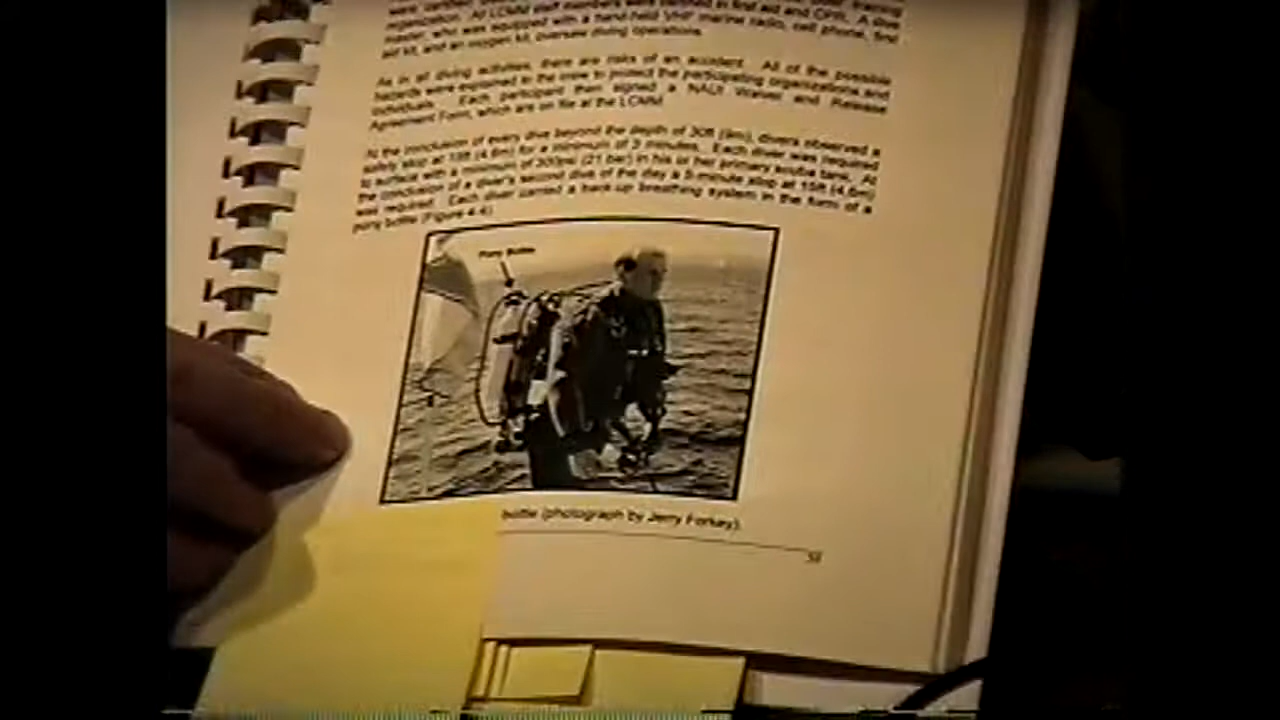 organization. All LCMM staff members were certified in first aid and CPR. A dive
master, who was equipped with a hand-held VHF marine radio, cell phone, first
aid kit, and an oxygen kit, oversaw diving operations.
As in all diving activities, there are risks of an accident. All of the possible
hazards were explained to the crew to protect the participating organizations and
individuals. Each participant then signed a NAUI Waiver and Release
Agreement Form, which are on file at the LCMM.
At the conclusion of every dive beyond the depth of 30ft (9m), divers observed a
safety stop at 15ft (4.6m) for a minimum of 3 minutes. Each diver was required
to surface with a minimum of 300psi (21 bar) in his or her primary scuba tank. At
the conclusion of a diver's second dive of the day a 5 minute stop at 15ft (4.6m)
was required. Each diver carried a back-up breathing system in the form of a
pony bottle (Figure 4.4).
Pony Bottle
bottle (photograph by Jerry Forkey).